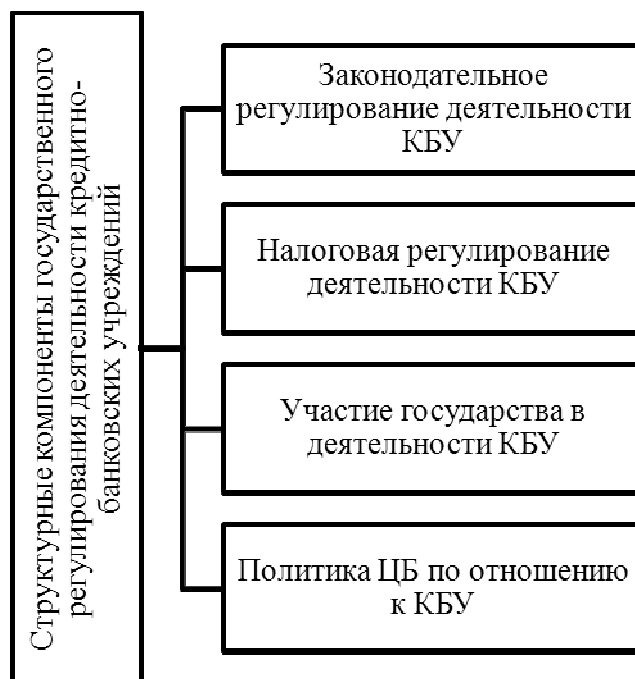 Структурные компоненты государственного
регулирования деятельности кредитно-
банковских учреждений
Законодательное
регулирование деятельности
КБУ
Налоговая регулирование
деятельности КБУ
Участие государства в
деятельности КБУ
Политика ЦБ по отношению
к КБУ